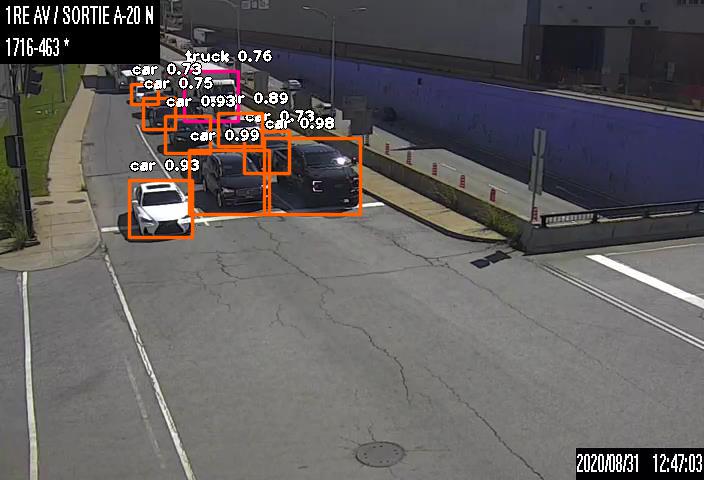 1RE AV / SORTIE A-20 N
1716-463 *
truck 0.76
car 0.73
car 0.75
car 0.93
0.89
car 0.98
car 0.99
car 0.93
2020/08/31 12:47:03